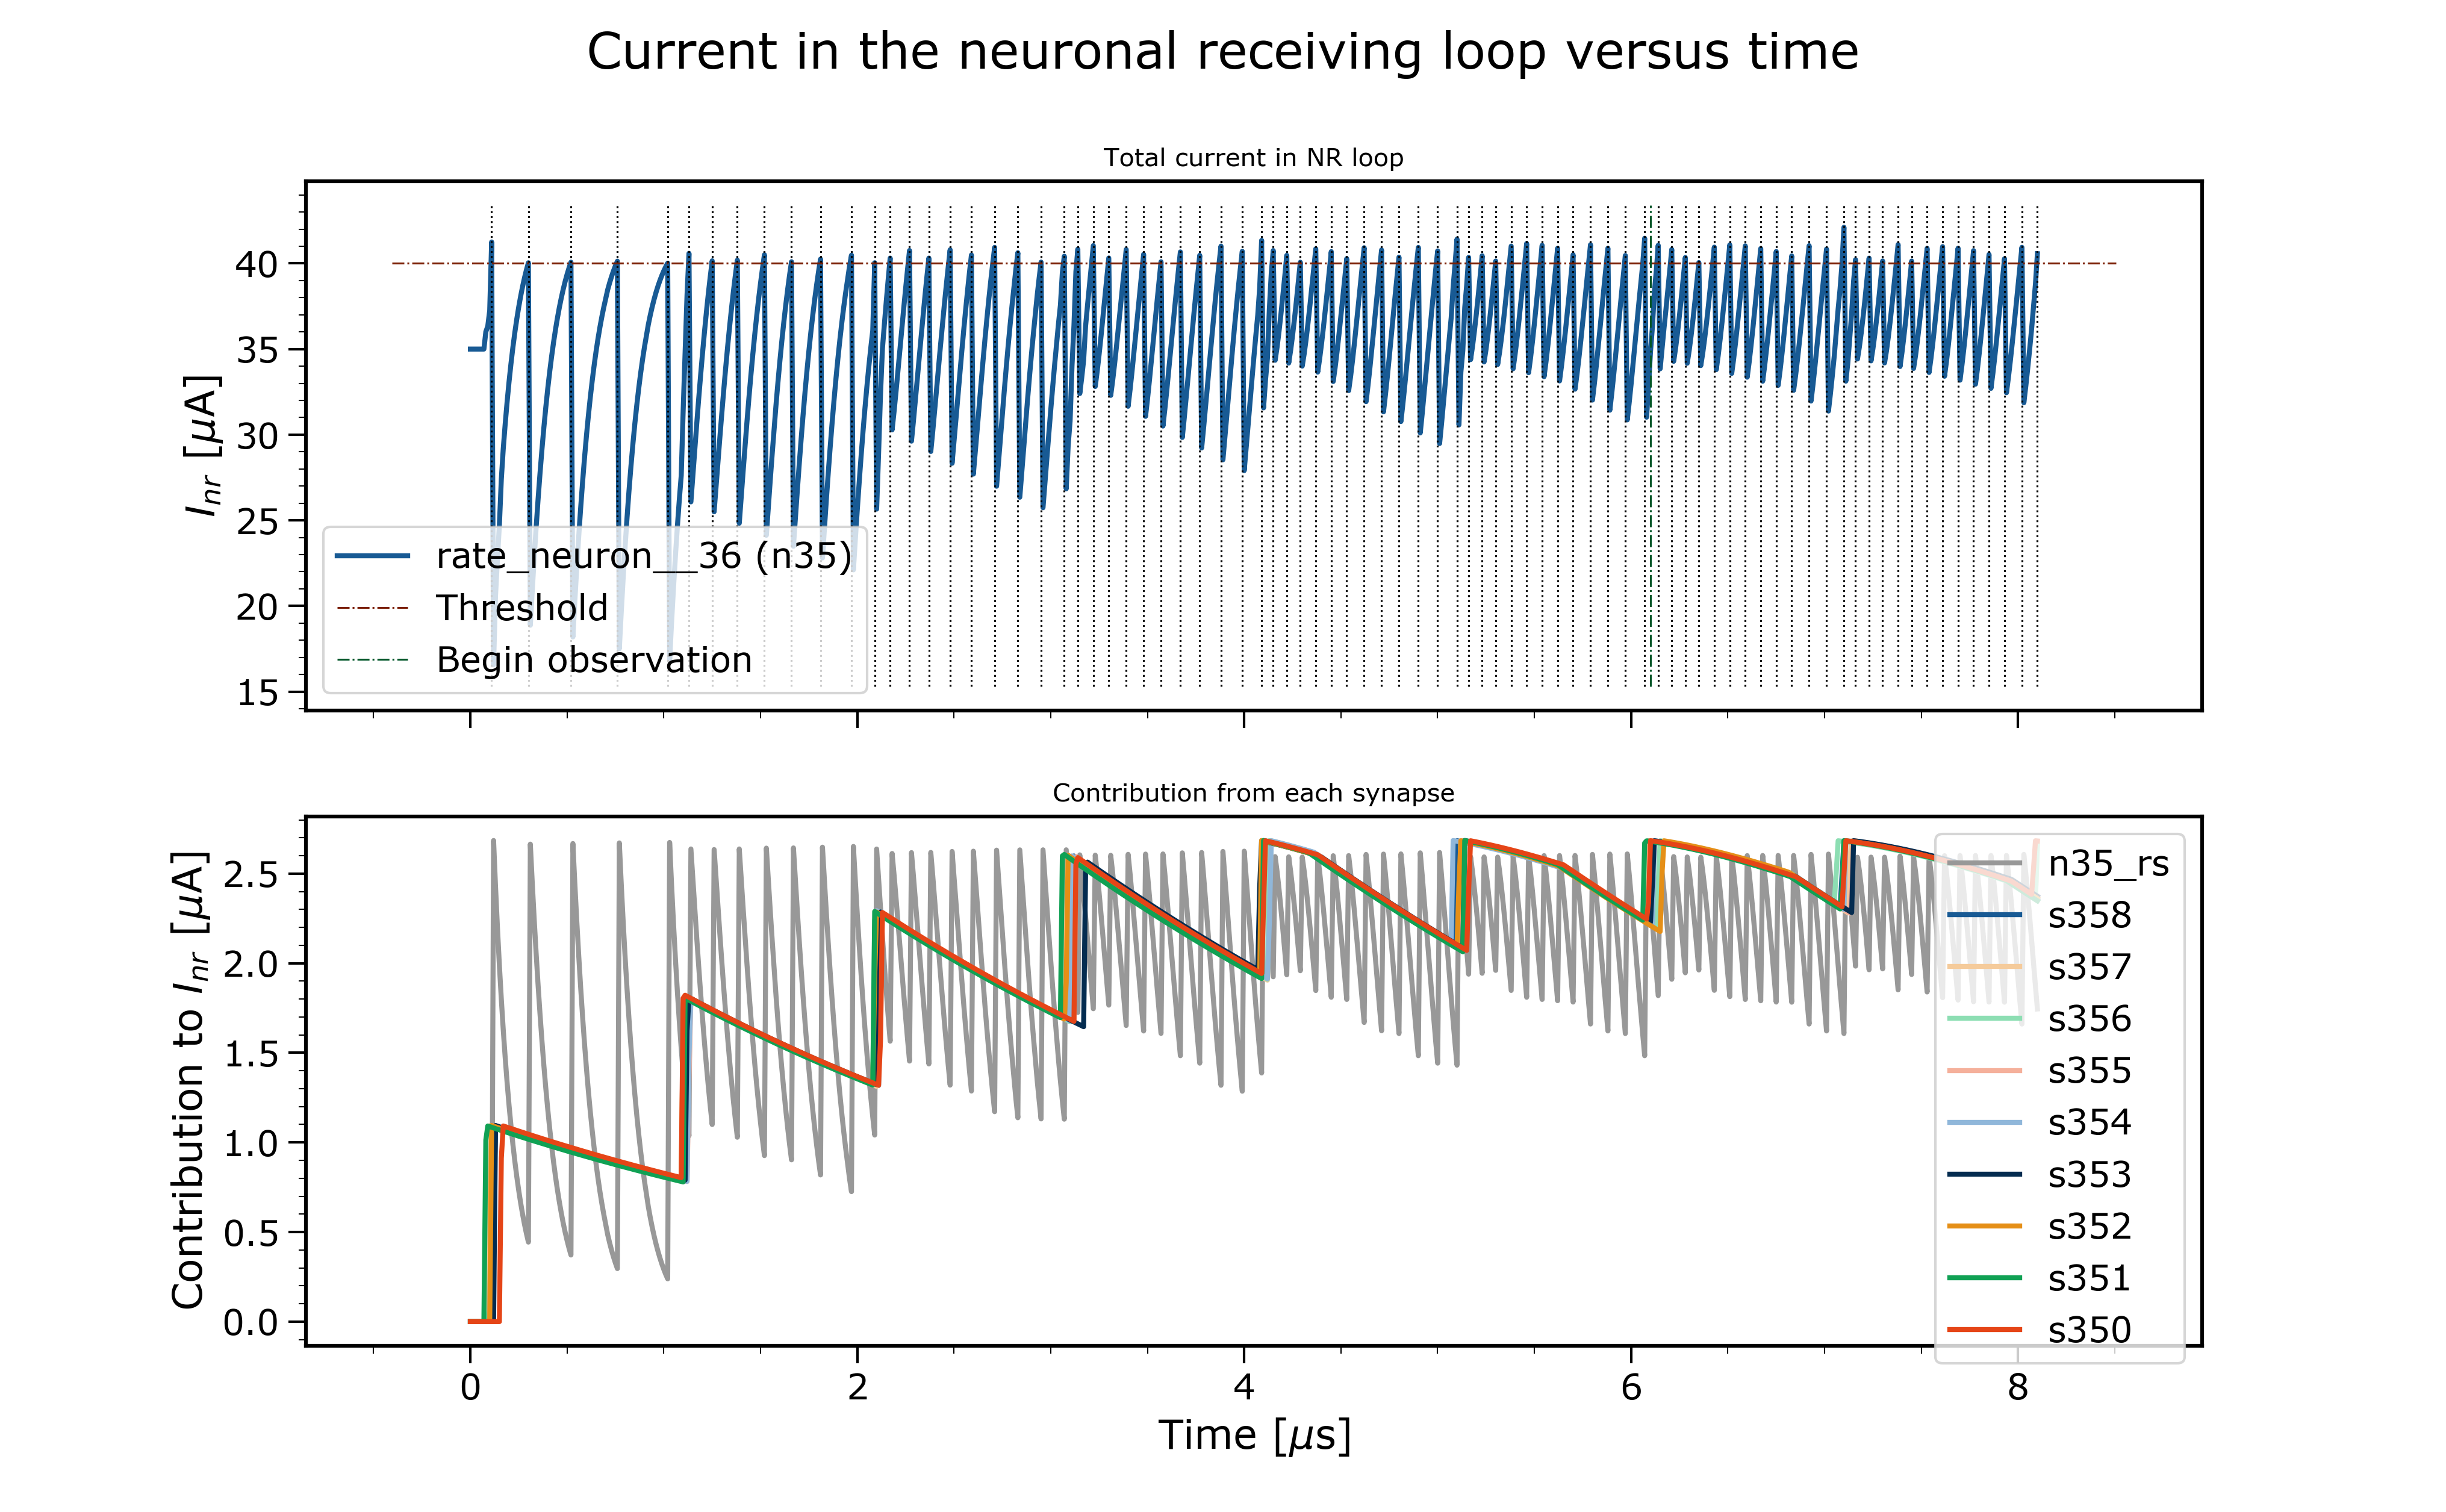 Current in the neuronal receiving loop versus time
Total current in NR loop
I_nr [μA]
40
35
30
25
20
15
rate_neuron__36 (n35)
Threshold
Begin observation
Contribution from each synapse
Contribution to I_nr [μA]
2.5
2.0
1.5
1.0
0.5
0.0
n35_rs
s358
s357
s356
s355
s354
s353
s352
s351
s350
0 2 4 6 8
Time [μs]